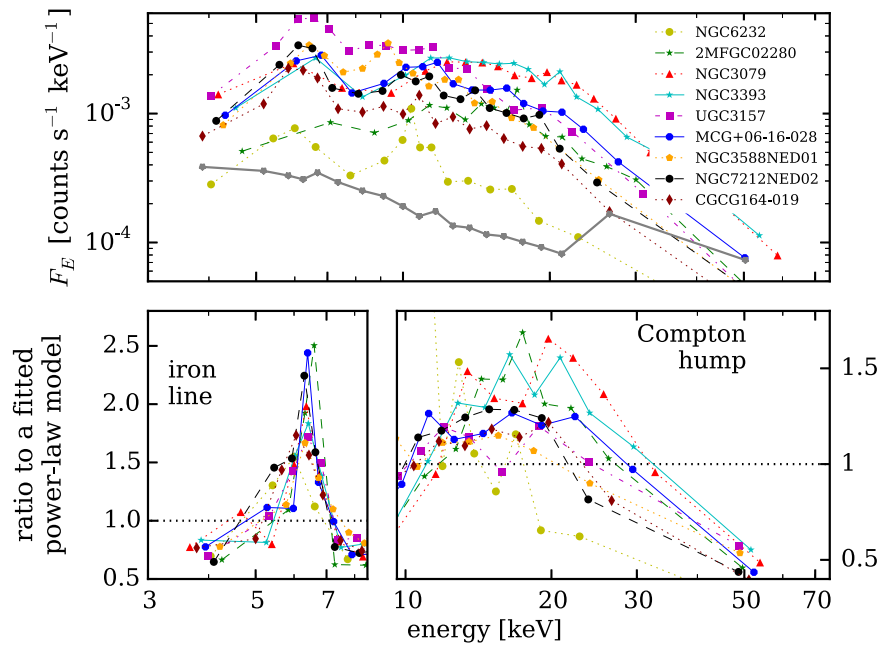 F_E [counts s⁻¹ keV⁻¹]
10⁻³
10⁻⁴
NGC6232
2MFGC02280
NGC3079
NGC3393
UGC3157
MCG+06-16-028
NGC3588NED01
NGC7212NED02
CGCG164-019
ratio to a fitted
power-law model
2.5
2.0
1.5
1.0
0.5
iron
line
3
5
7
Compton
hump
1.5
1
0.5
10
20
30
50
70
energy [keV]